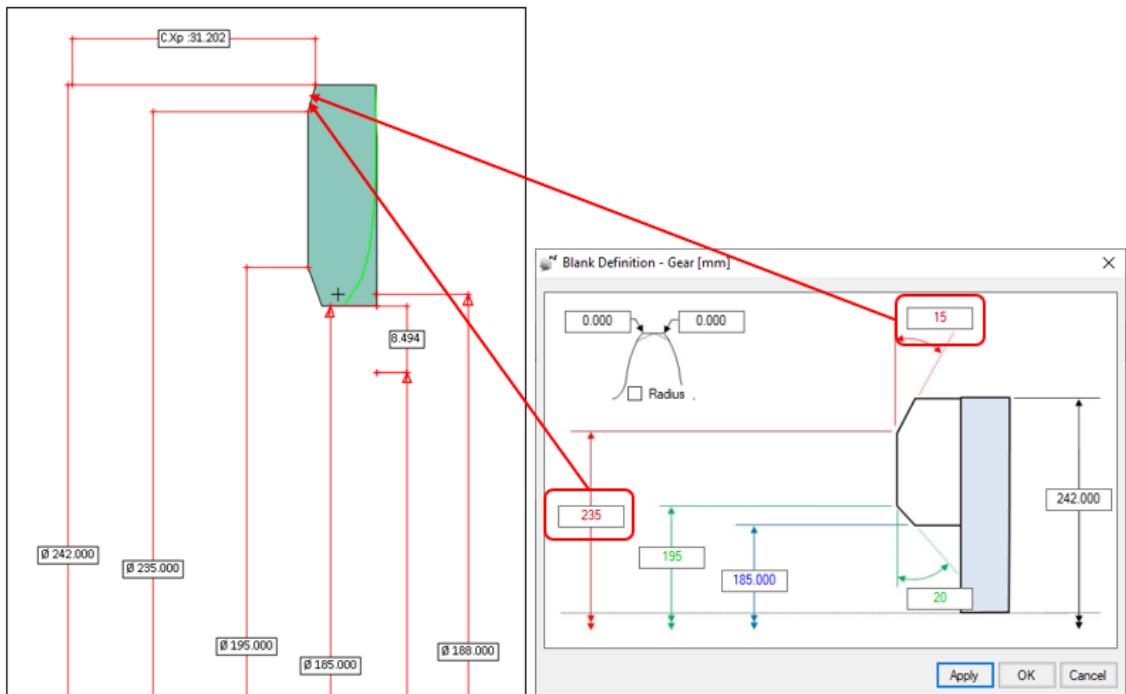 C.Xp :31.202
8.494
Ø 242.000
Ø 235.000
Ø 195.000
Ø 185.000
Ø 188.000
Blank Definition - Gear [mm]
0.000
0.000
15
Radius
235
195
185.000
20
242.000
Apply
OK
Cancel